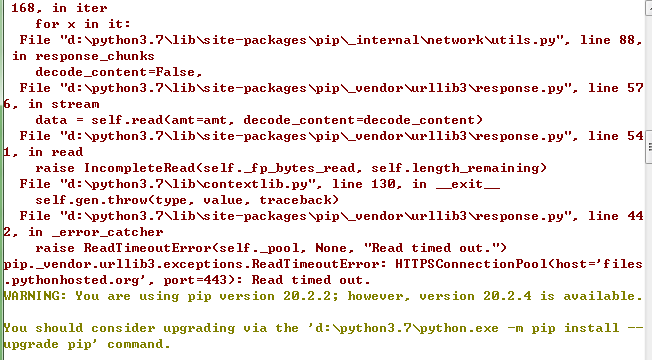 168, in iter
for x in it:
File "d:\python3.7\lib\site-packages\pip\_internal\network\utils.py", line 88,
in response_chunks
decode_content=False,
File "d:\python3.7\lib\site-packages\pip\_vendor\urllib3\response.py", line 57
6, in stream
data = self.read(amt=amt, decode_content=decode_content)
File "d:\python3.7\lib\site-packages\pip\_vendor\urllib3\response.py", line 54
1, in read
raise IncompleteRead(self._fp_bytes_read, self.length_remaining)
File "d:\python3.7\lib\contextlib.py", line 130, in __exit__
self.gen.throw(type, value, traceback)
File "d:\python3.7\lib\site-packages\pip\_vendor\urllib3\response.py", line 44
2, in _error_catcher
raise ReadTimeoutError(self._pool, None, "Read timed out.")
pip._vendor.urllib3.exceptions.ReadTimeoutError: HTTPSConnectionPool(host='files
.pythonhosted.org', port=443): Read timed out.
WARNING: You are using pip version 20.2.2; however, version 20.2.4 is available.
You should consider upgrading via the 'd:\python3.7\python.exe -m pip install --
upgrade pip' command.